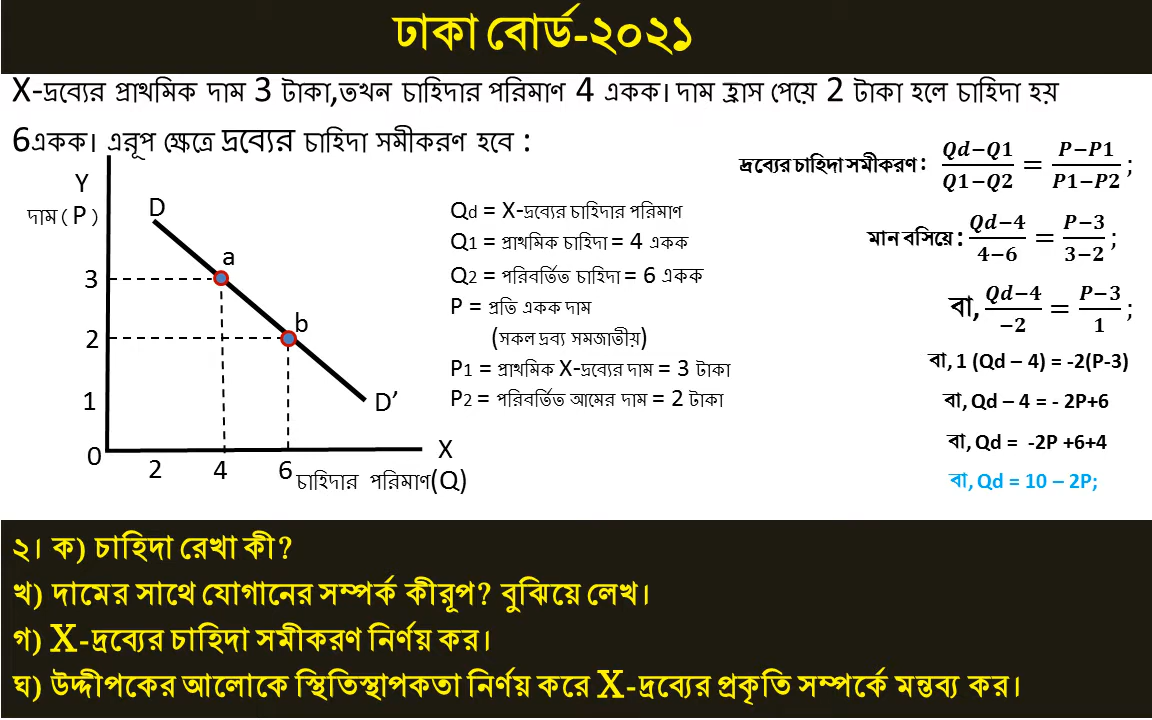 ঢাকা বোর্ড-২০২১
X-দ্রব্যের প্রাথমিক দাম 3 টাকা,তখন চাহিদার পরিমাণ 4 একক। দাম হ্রাস পেয়ে 2 টাকা হলে চাহিদা হয়
6একক। এরূপ ক্ষেত্রে দ্রব্যের চাহিদা সমীকরণ হবে :
Y
দাম ( P )
D
a
3
b
2
1
D’
0
X
2 4 6 চাহিদার পরিমাণ(Q)
Qd = X-দ্রব্যের চাহিদার পরিমাণ
Q1 = প্রাথমিক চাহিদা = 4 একক
Q2 = পরিবর্তিত চাহিদা = 6 একক
P = প্রতি একক দাম
(সকল দ্রব্য সমজাতীয়)
P1 = প্রাথমিক X-দ্রব্যের দাম = 3 টাকা
P2 = পরিবর্তিত আমের দাম = 2 টাকা
দ্রব্যের চাহিদা সমীকরণ : Qd−Q1/Q1−Q2 = P−P1/P1−P2 ;
মান বসিয়ে : Qd−4/4−6 = P−3/3−2 ;
বা, Qd−4/−2 = P−3/1 ;
বা, 1 (Qd – 4) = -2(P-3)
বা, Qd – 4 = - 2P+6
বা, Qd = -2P +6+4
বা, Qd = 10 – 2P;
২। ক) চাহিদা রেখা কী?
খ) দামের সাথে যোগানের সম্পর্ক কীরূপ? বুঝিয়ে লেখ।
গ) X-দ্রব্যের চাহিদা সমীকরণ নির্ণয় কর।
ঘ) উদ্দীপকের আলোকে স্থিতিস্থাপকতা নির্ণয় করে X-দ্রব্যের প্রকৃতি সম্পর্কে মন্তব্য কর।